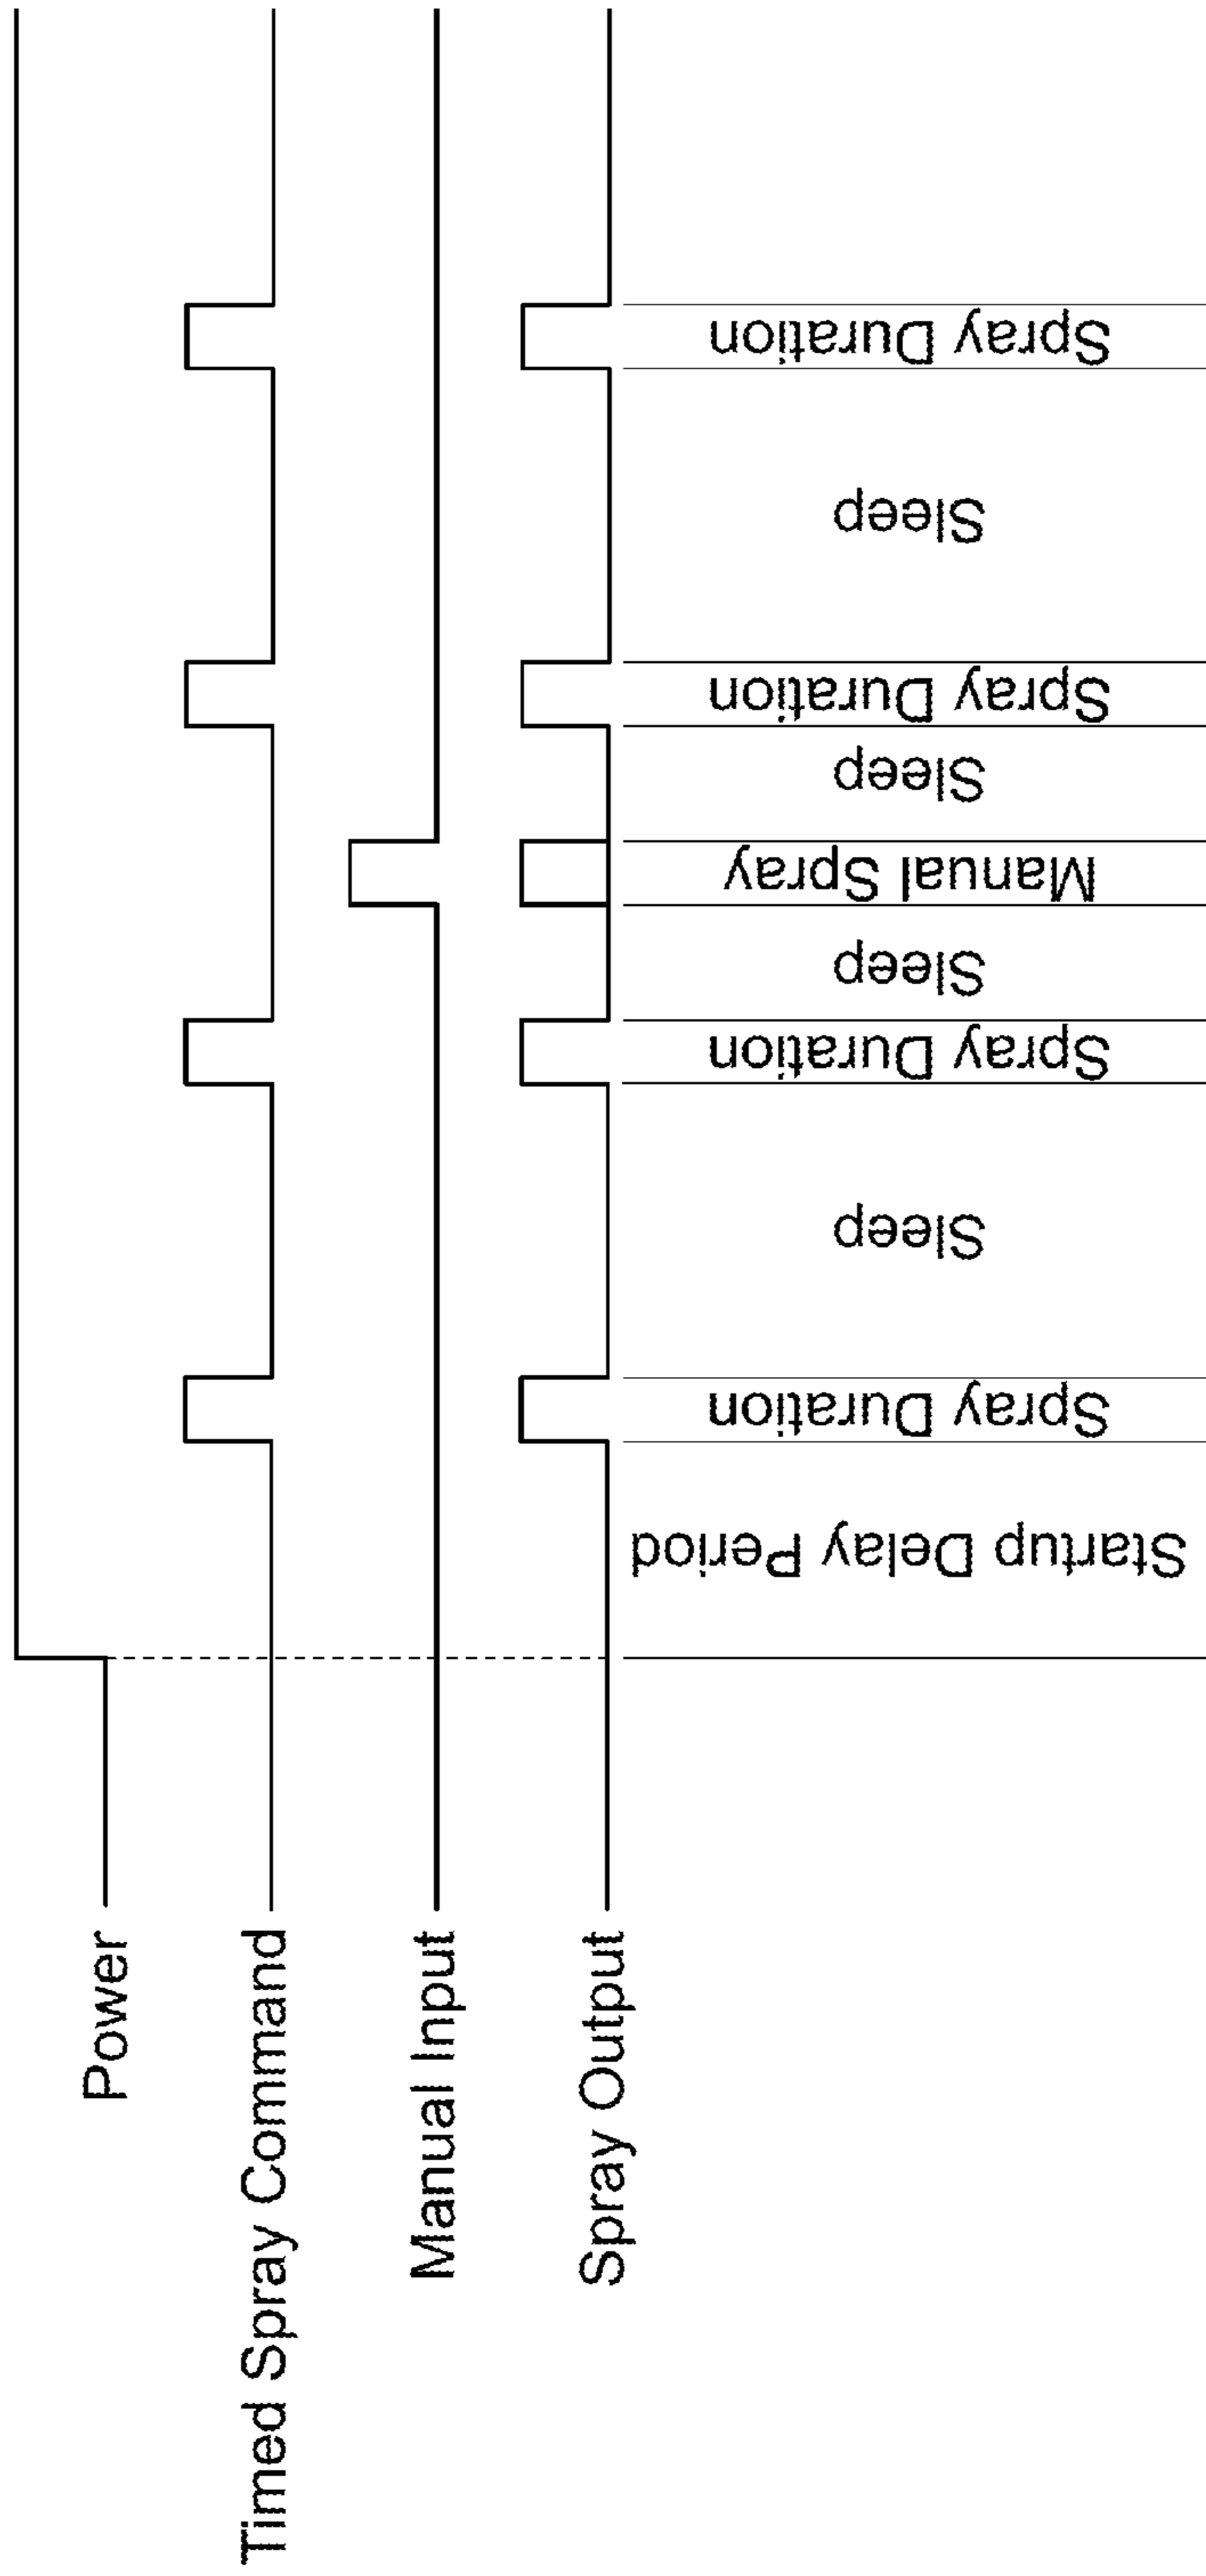 Power
Timed Spray Command
Manual Input
Spray Output
Startup Delay Period
Spray Duration
Sleep
Spray Duration
Sleep
Manual Spray
Sleep
Spray Duration
Sleep
Spray Duration